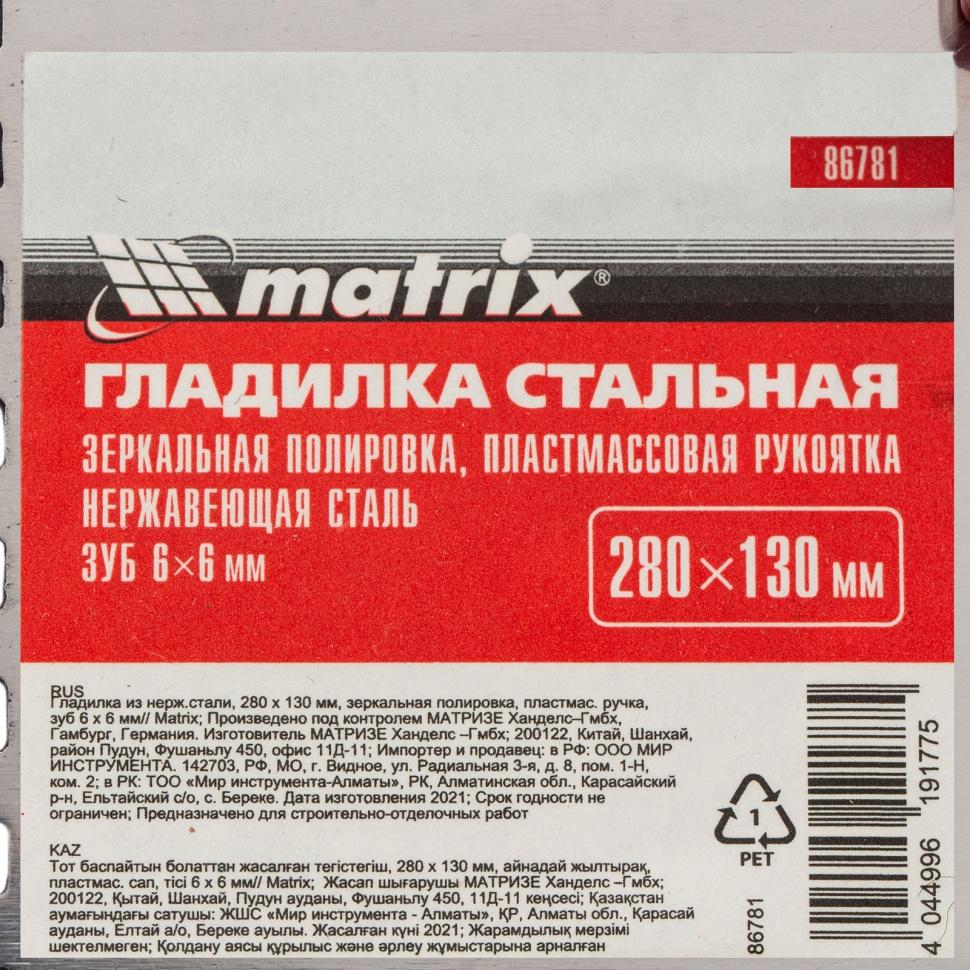 86781
matrix®
ГЛАДИЛКА СТАЛЬНАЯ
ЗЕРКАЛЬНАЯ ПОЛИРОВКА, ПЛАСТМАССОВАЯ РУКОЯТКА
НЕРЖАВЕЮЩАЯ СТАЛЬ
ЗУБ 6×6 мм
280×130 мм
RUS
Гладилка из нерж.стали, 280 х 130 мм, зеркальная полировка, пластмас. ручка,
зуб 6 х 6 мм// Matrix; Произведено под контролем МАТРИЗЕ Ханделс–Гмбх,
Гамбург, Германия. Изготовитель МАТРИЗЕ Ханделс –Гмбх; 200122, Китай, Шанхай,
район Пудун, Фушаньлу 450, офис 11Д-11; Импортер и продавец: в РФ: ООО МИР
ИНСТРУМЕНТА. 142703, РФ, МО, г. Видное, ул. Радиальная 3-я, д. 8, пом. 1-Н,
ком. 2; в РК: ТОО «Мир инструмента-Алматы», РК, Алматинская обл., Карасайский
р-н, Ельтайский с/о, с. Береке. Дата изготовления 2021; Срок годности не
ограничен; Предназначено для строительно-отделочных работ
KAZ
Тот баспайтын болаттан жасалған тегістегіш, 280 х 130 мм, айнадай жылтырақ,
пластмас. сап, тісі 6 х 6 мм// Matrix; Жасап шығарушы МАТРИЗЕ Ханделс –Гмбх;
200122, Қытай, Шанхай, Пудун ауданы, Фушаньлу 450, 11Д-11 кеңсесі; Қазақстан
аумағындағы сатушы: ЖШС «Мир инструмента - Алматы», ҚР, Алматы обл., Қарасай
ауданы, Елтай а/о, Береке ауылы. Жасалған күні 2021; Жарамдылық мерзімі
шектелмеген; Қолдану аясы құрылыс және әрлеу жұмыстарына арналған
1
PET
86781
4 044996 191775